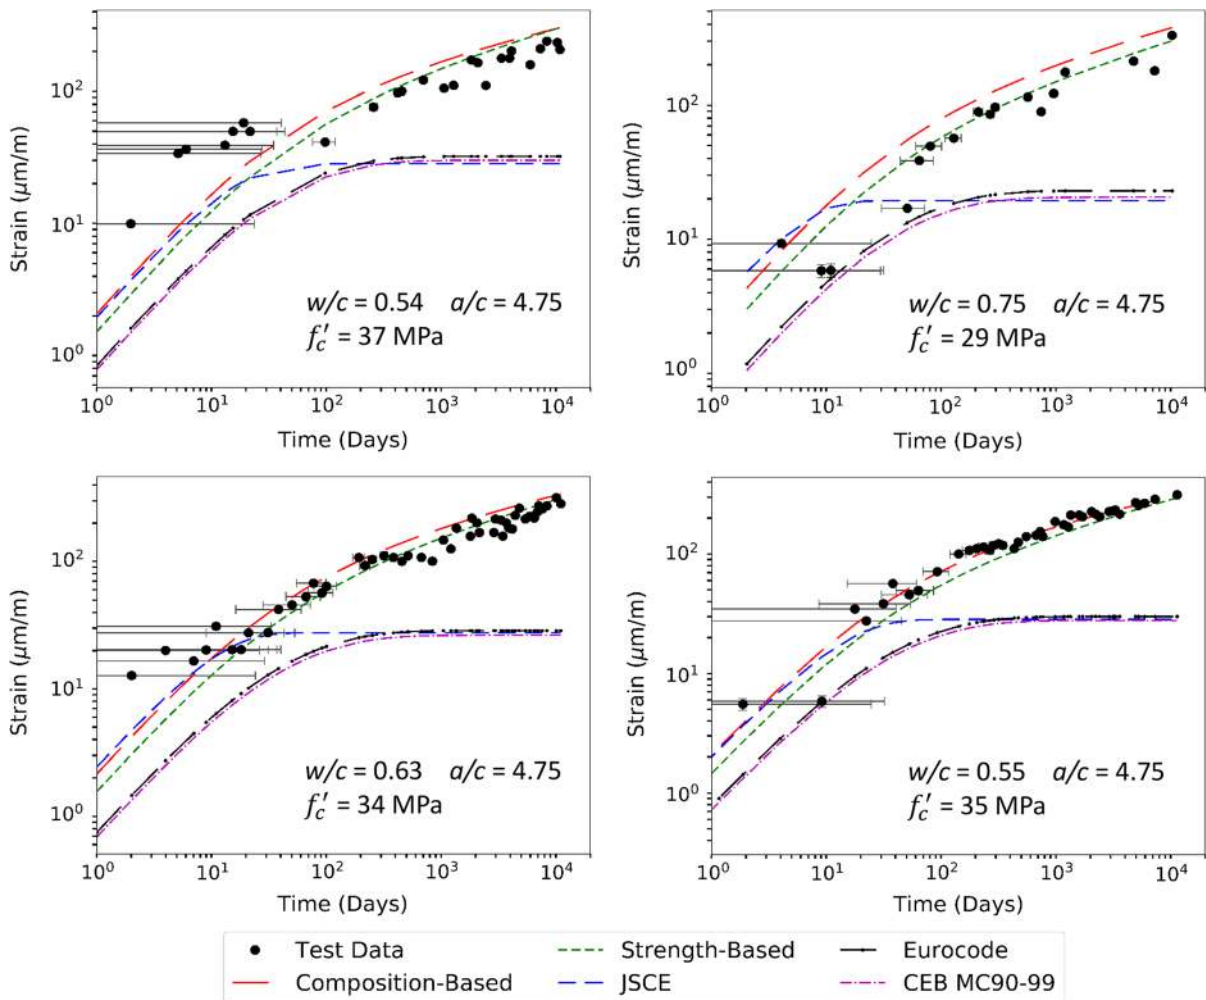 Strain (μm/m)
10²
10¹
10⁰
w/c = 0.54 a/c = 4.75
f′c = 37 MPa
10⁰ 10¹ 10² 10³ 10⁴
Time (Days)
Strain (μm/m)
10²
10¹
10⁰
w/c = 0.75 a/c = 4.75
f′c = 29 MPa
10⁰ 10¹ 10² 10³ 10⁴
Time (Days)
Strain (μm/m)
10²
10¹
10⁰
w/c = 0.63 a/c = 4.75
f′c = 34 MPa
10⁰ 10¹ 10² 10³ 10⁴
Time (Days)
Strain (μm/m)
10²
10¹
10⁰
w/c = 0.55 a/c = 4.75
f′c = 35 MPa
10⁰ 10¹ 10² 10³ 10⁴
Time (Days)
Test Data Strength-Based Eurocode
Composition-Based JSCE CEB MC90-99